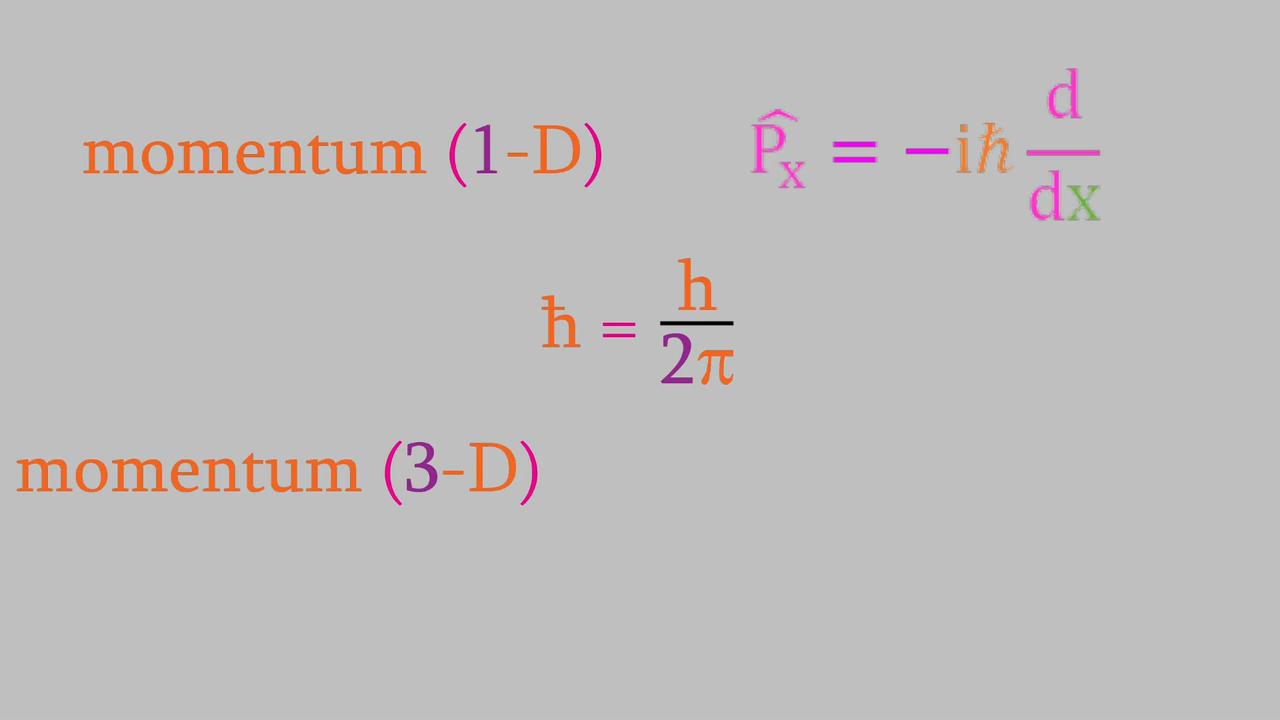 momentum (1-D) P̂ₓ = −iℏ d/dx
ħ = h/2π
momentum (3-D)